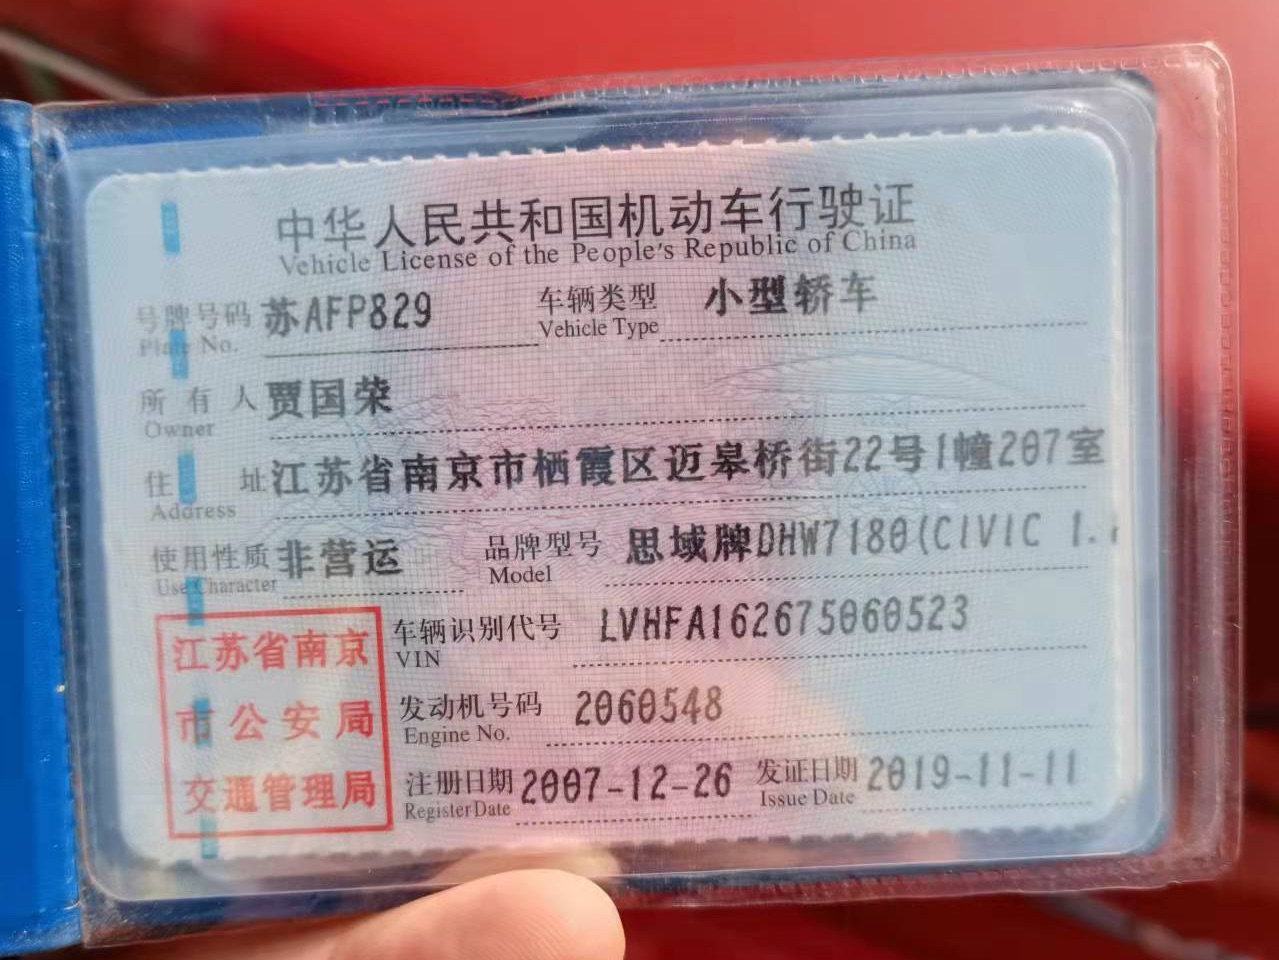 中华人民共和国机动车行驶证
Vehicle License of the People's Republic of China
号牌号码 苏AFP829 车辆类型 小型轿车
Plate No. Vehicle Type
所有人 贾国荣
Owner
住址 江苏省南京市栖霞区迈皋桥街22号1幢207室
Address
使用性质 非营运 品牌型号 思域牌DHW7180(CIVIC 1.
Use Character Model
江苏省南京
市公安局
交通管理局
车辆识别代号 LVHFA162675060523
VIN
发动机号码 2060548
Engine No.
注册日期 2007-12-26 发证日期 2019-11-11
Register Date Issue Date